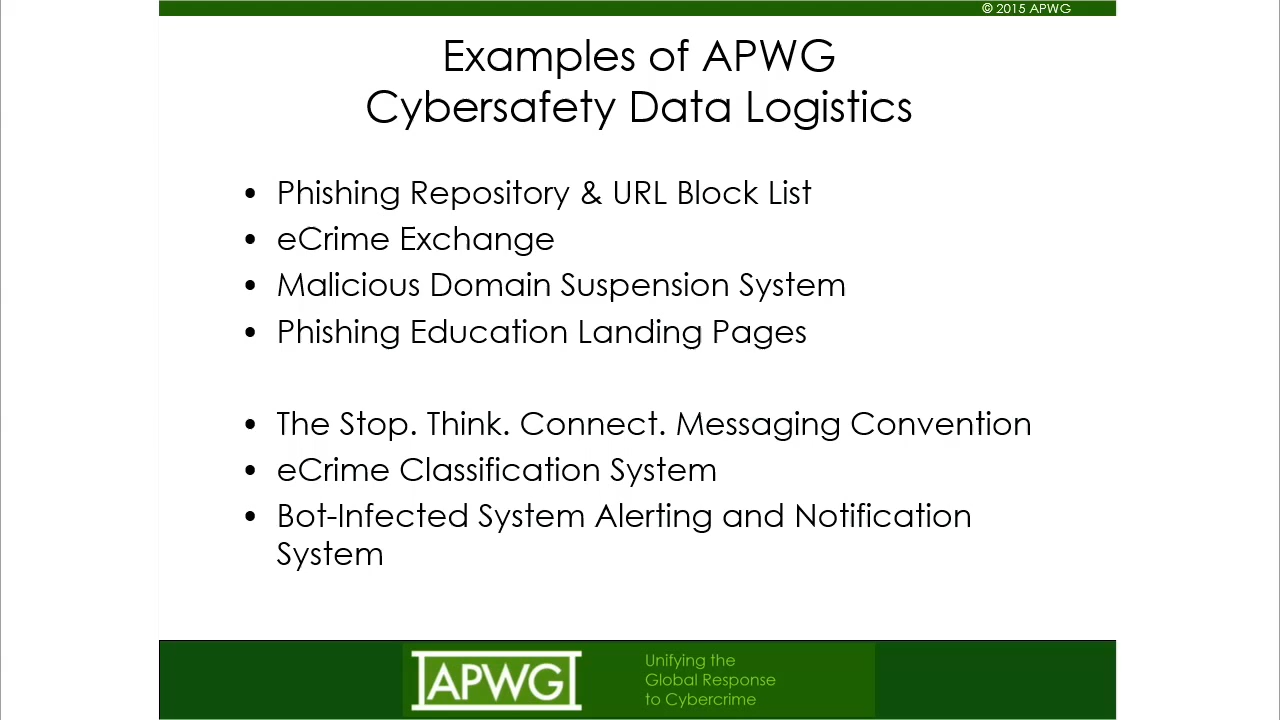 © 2015 APWG
Examples of APWG
Cybersafety Data Logistics
• Phishing Repository & URL Block List
• eCrime Exchange
• Malicious Domain Suspension System
• Phishing Education Landing Pages
• The Stop. Think. Connect. Messaging Convention
• eCrime Classification System
• Bot-Infected System Alerting and Notification
System
APWG
Unifying the
Global Response
to Cybercrime